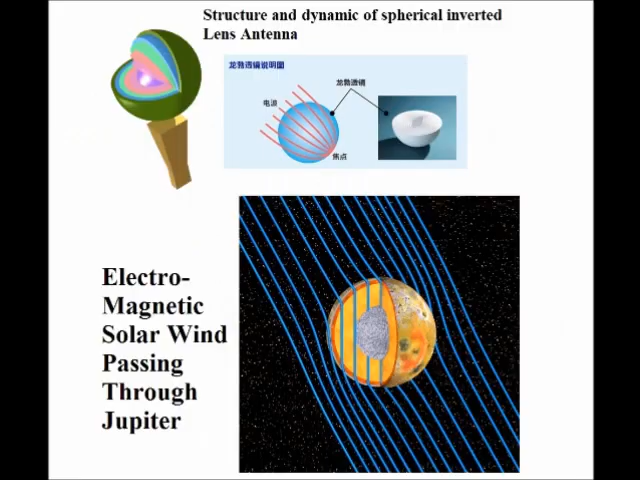 Structure and dynamic of spherical inverted
Lens Antenna
龙勃透镜说明图
龙勃透镜
电波
焦点
Electro-
Magnetic
Solar Wind
Passing
Through
Jupiter